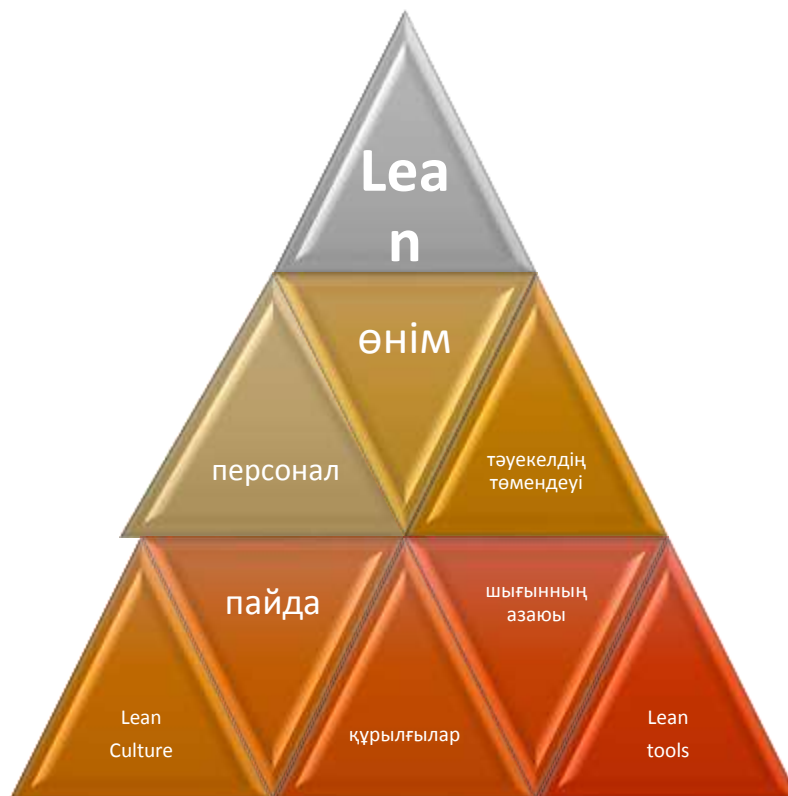 Lea
n
өнім
персонал
тәуекелдің
төмендеуі
пайда
шығынның
азаюы
Lean
Culture
құрылғылар
Lean
tools